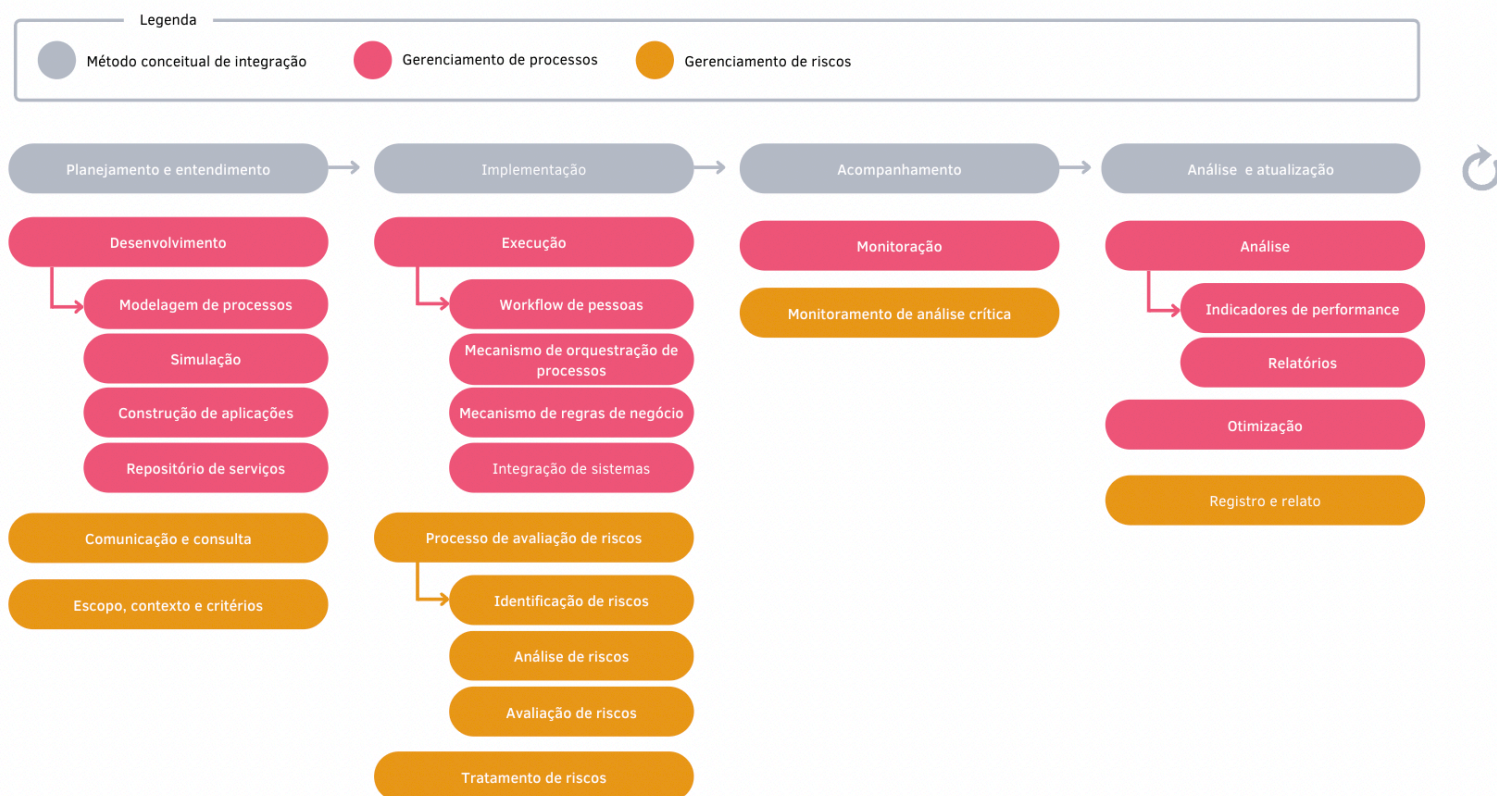 Legenda
Método conceitual de integração
Gerenciamento de processos
Gerenciamento de riscos
Planejamento e entendimento
Implementação
Acompanhamento
Análise e atualização
Desenvolvimento
Modelagem de processos
Simulação
Construção de aplicações
Repositório de serviços
Comunicação e consulta
Escopo, contexto e critérios
Execução
Workflow de pessoas
Mecanismo de orquestração de
processos
Mecanismo de regras de negócio
Integração de sistemas
Processo de avaliação de riscos
Identificação de riscos
Análise de riscos
Avaliação de riscos
Tratamento de riscos
Monitoração
Monitoramento de análise crítica
Análise
Indicadores de performance
Relatórios
Otimização
Registro e relato